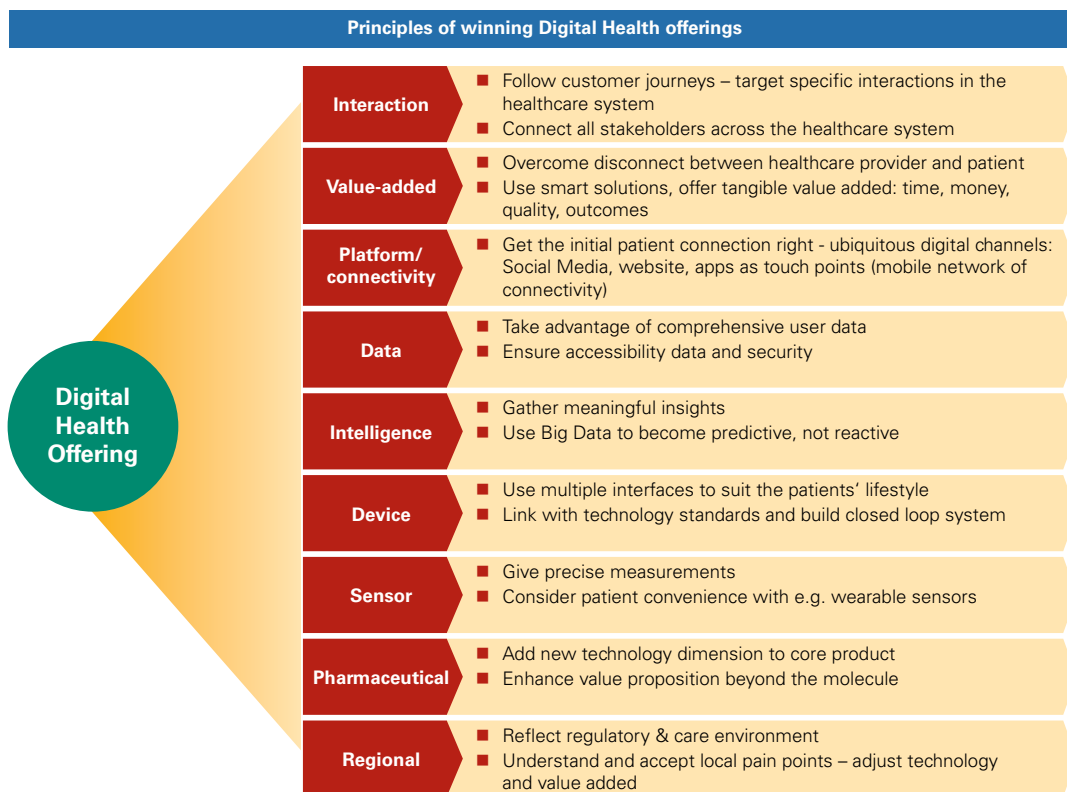 Principles of winning Digital Health offerings
Digital
Health
Offering
Interaction
■ Follow customer journeys – target specific interactions in the
healthcare system
■ Connect all stakeholders across the healthcare system
Value-added
■ Overcome disconnect between healthcare provider and patient
■ Use smart solutions, offer tangible value added: time, money,
quality, outcomes
Platform/
connectivity
■ Get the initial patient connection right - ubiquitous digital channels:
Social Media, website, apps as touch points (mobile network of
connectivity)
Data
■ Take advantage of comprehensive user data
■ Ensure accessibility data and security
Intelligence
■ Gather meaningful insights
■ Use Big Data to become predictive, not reactive
Device
■ Use multiple interfaces to suit the patients‘ lifestyle
■ Link with technology standards and build closed loop system
Sensor
■ Give precise measurements
■ Consider patient convenience with e.g. wearable sensors
Pharmaceutical
■ Add new technology dimension to core product
■ Enhance value proposition beyond the molecule
Regional
■ Reflect regulatory & care environment
■ Understand and accept local pain points – adjust technology
and value added